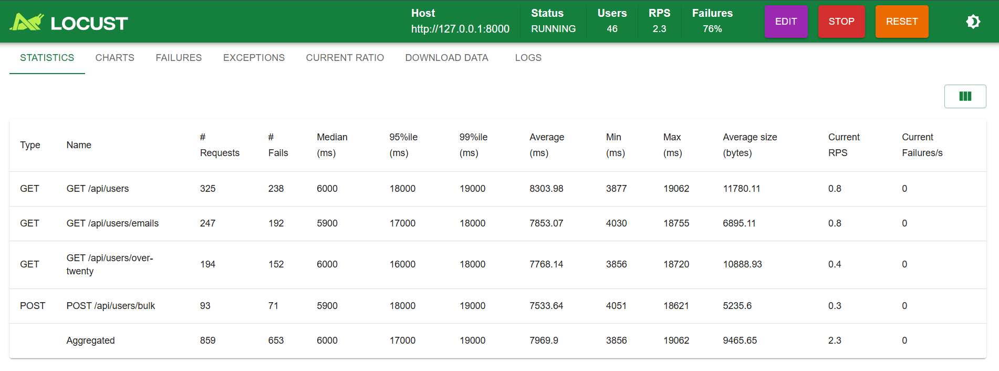 LOCUST
Host
http://127.0.0.1:8000
Status
RUNNING
Users
46
RPS
2.3
Failures
76%
EDIT
STOP
RESET
STATISTICS CHARTS FAILURES EXCEPTIONS CURRENT RATIO DOWNLOAD DATA LOGS
Type Name # Requests # Fails Median (ms) 95%ile (ms) 99%ile (ms) Average (ms) Min (ms) Max (ms) Average size (bytes) Current RPS Current Failures/s
GET GET /api/users 325 238 6000 18000 19000 8303.98 3877 19062 11780.11 0.8 0
GET GET /api/users/emails 247 192 5900 17000 18000 7853.07 4030 18755 6895.11 0.8 0
GET GET /api/users/over-twenty 194 152 6000 16000 18000 7768.14 3856 18720 10888.93 0.4 0
POST POST /api/users/bulk 93 71 5900 18000 19000 7533.64 4051 18621 5235.6 0.3 0
Aggregated 859 653 6000 17000 19000 7969.9 3856 19062 9465.65 2.3 0